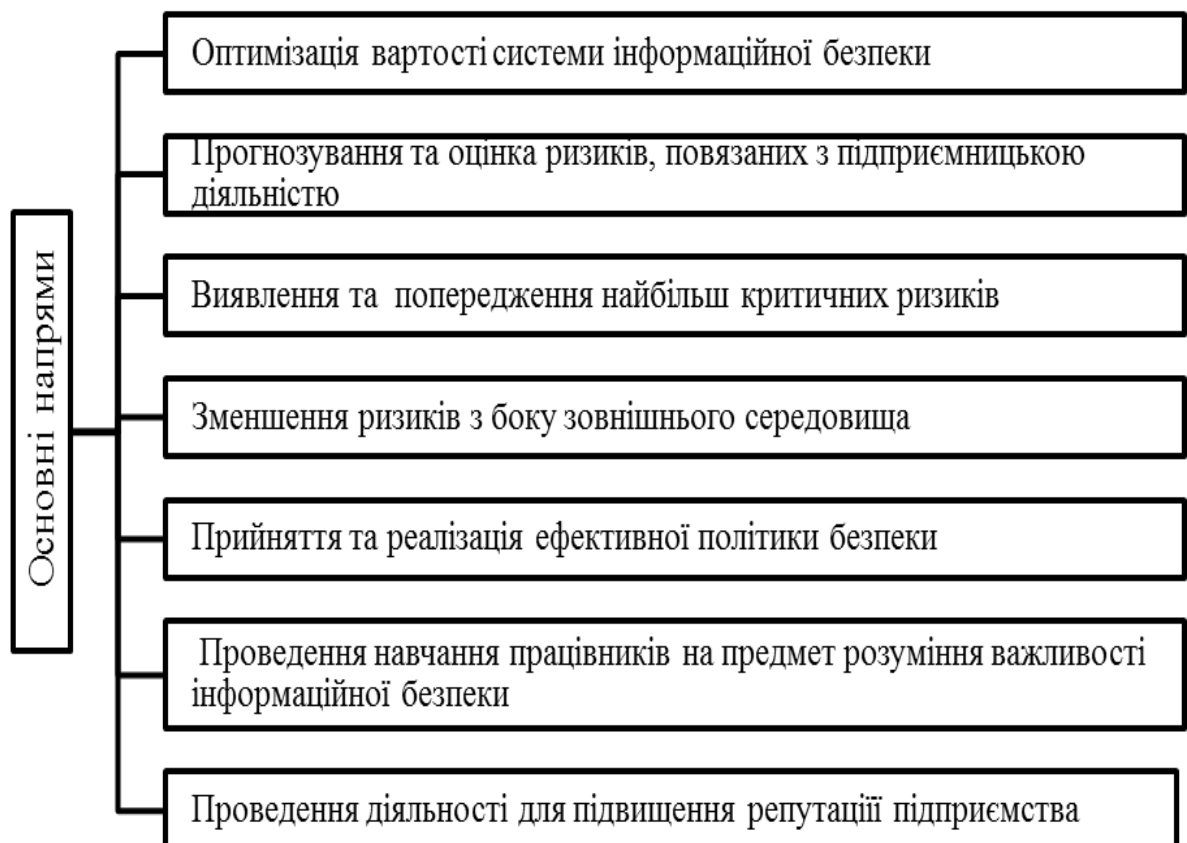 Основні напрями
Оптимізація вартості системи інформаційної безпеки
Прогнозування та оцінка ризиків, повязаних з підприємницькою
діяльністю
Виявлення та попередження найбільш критичних ризиків
Зменшення ризиків з боку зовнішнього середовища
Прийняття та реалізація ефективної політики безпеки
Проведення навчання працівників на предмет розуміння важливості
інформаційної безпеки
Проведення діяльності для підвищення репутаціїї підприємства